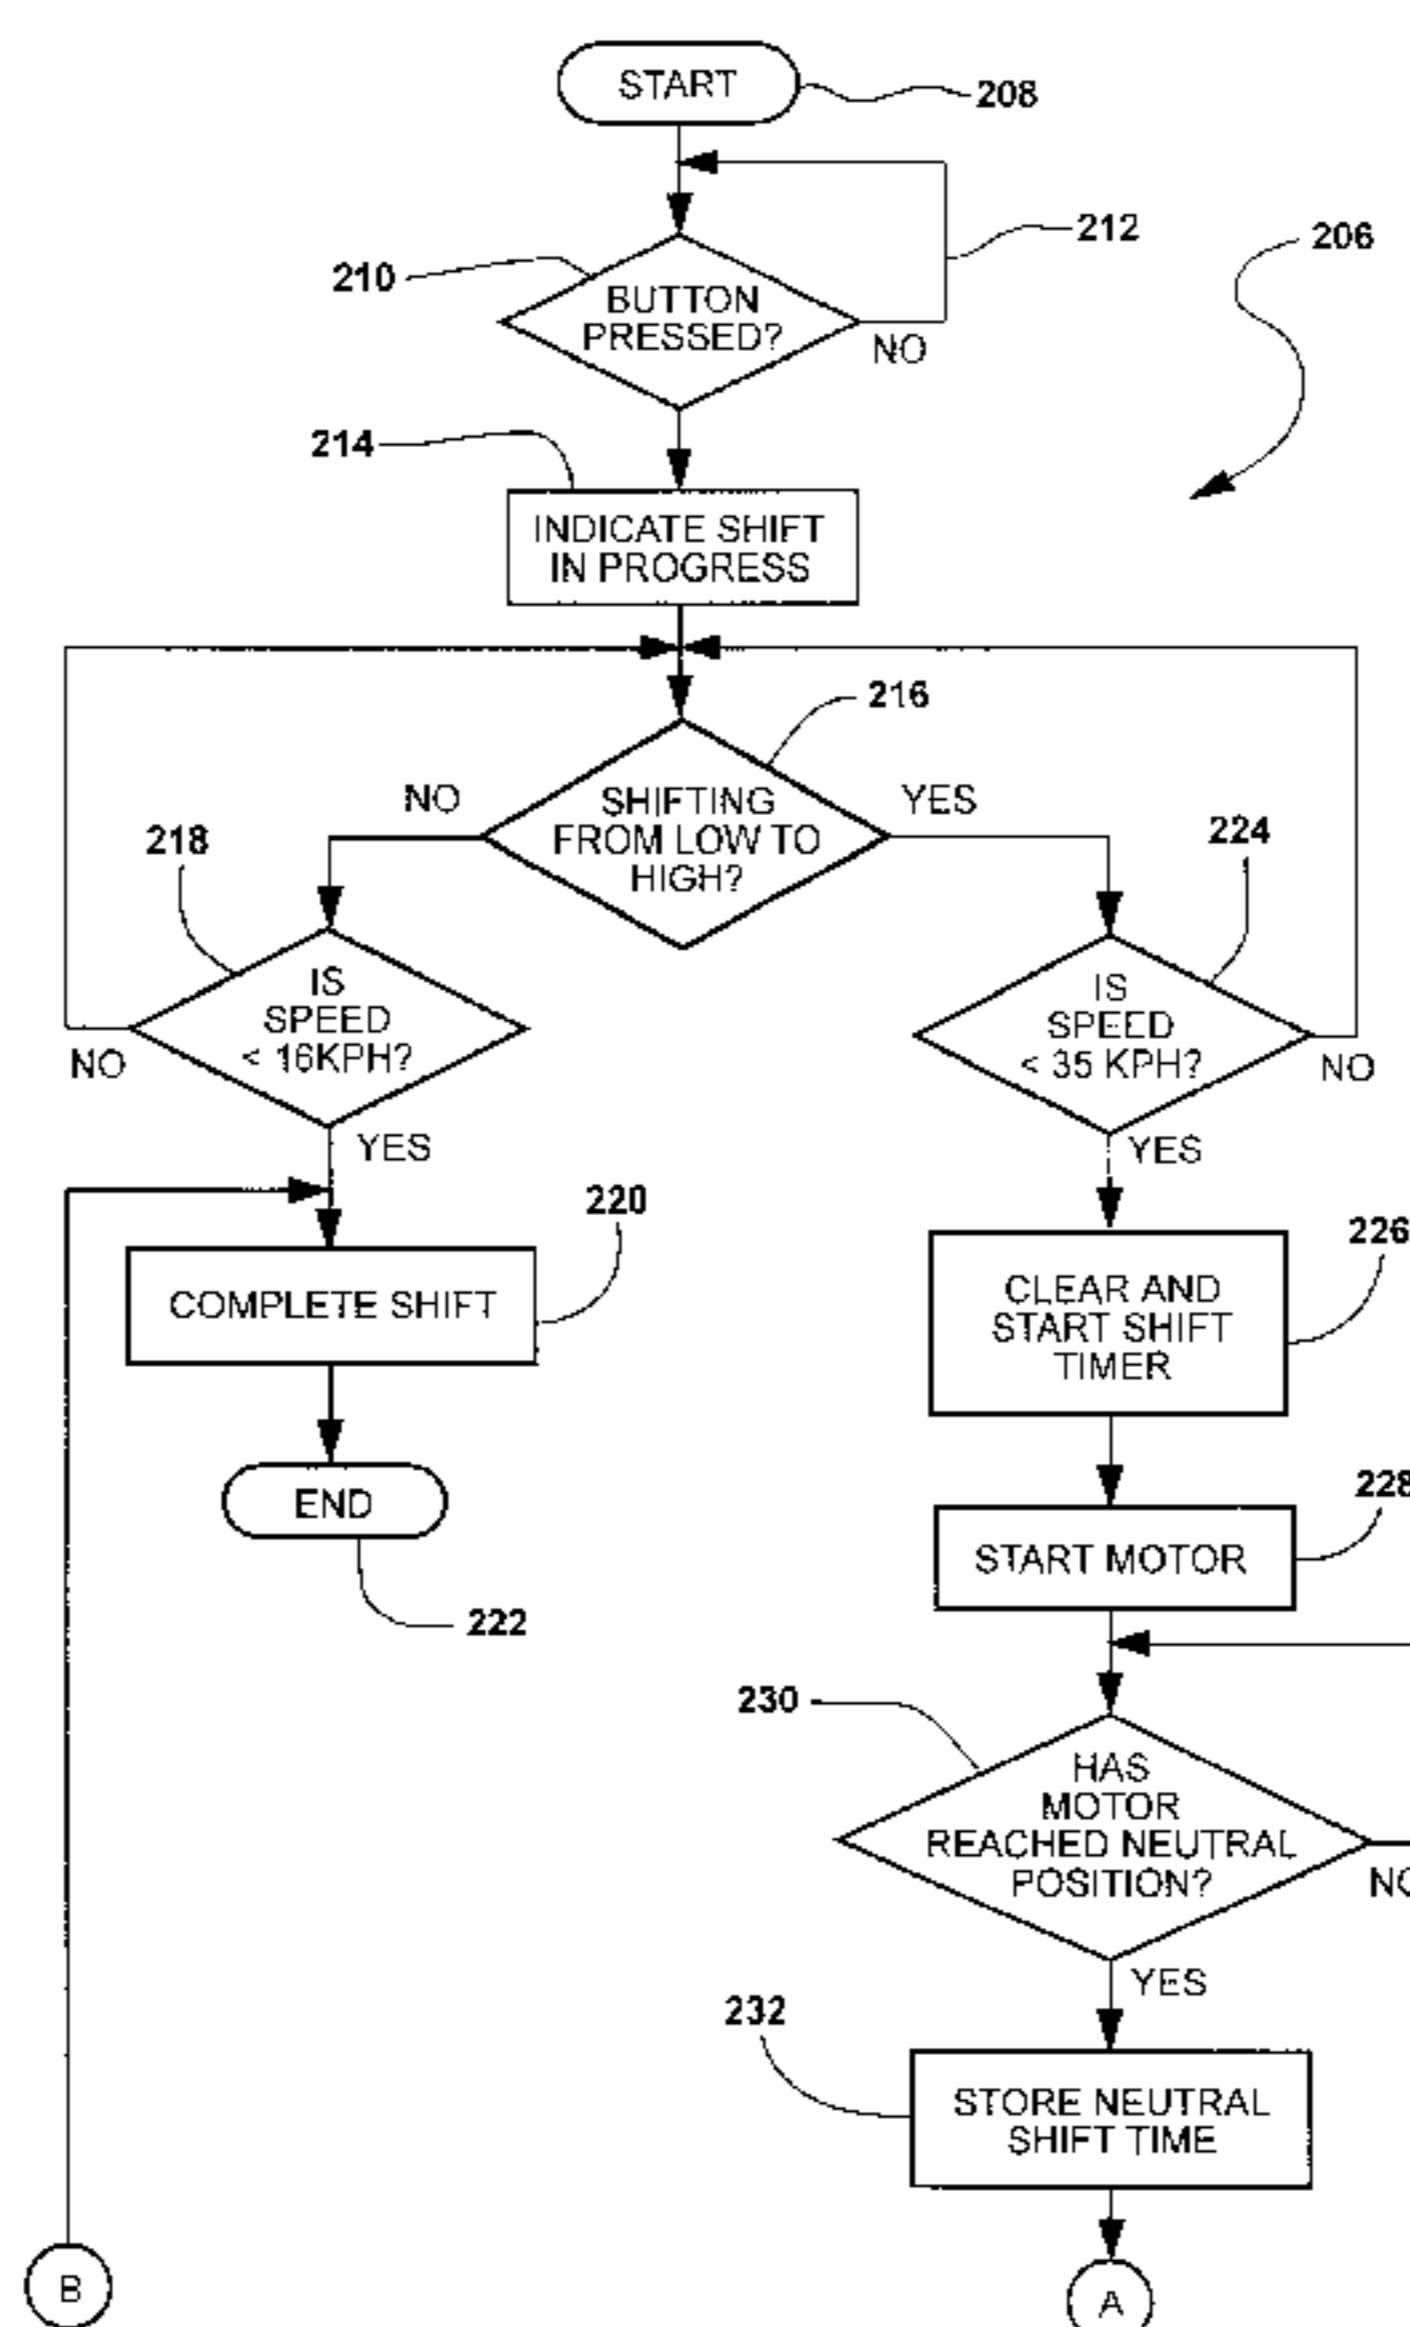 START
208
212
206
210
BUTTON
PRESSED?
NO
214
INDICATE SHIFT
IN PROGRESS
216
NO
SHIFTING
FROM LOW TO
HIGH?
YES
218
224
IS
SPEED
< 16KPH?
NO
YES
IS
SPEED
< 35 KPH?
NO
YES
220
COMPLETE SHIFT
226
CLEAR AND
START SHIFT
TIMER
END
222
228
START MOTOR
230
HAS
MOTOR
REACHED NEUTRAL
POSITION?
NO
YES
232
STORE NEUTRAL
SHIFT TIME
B
A